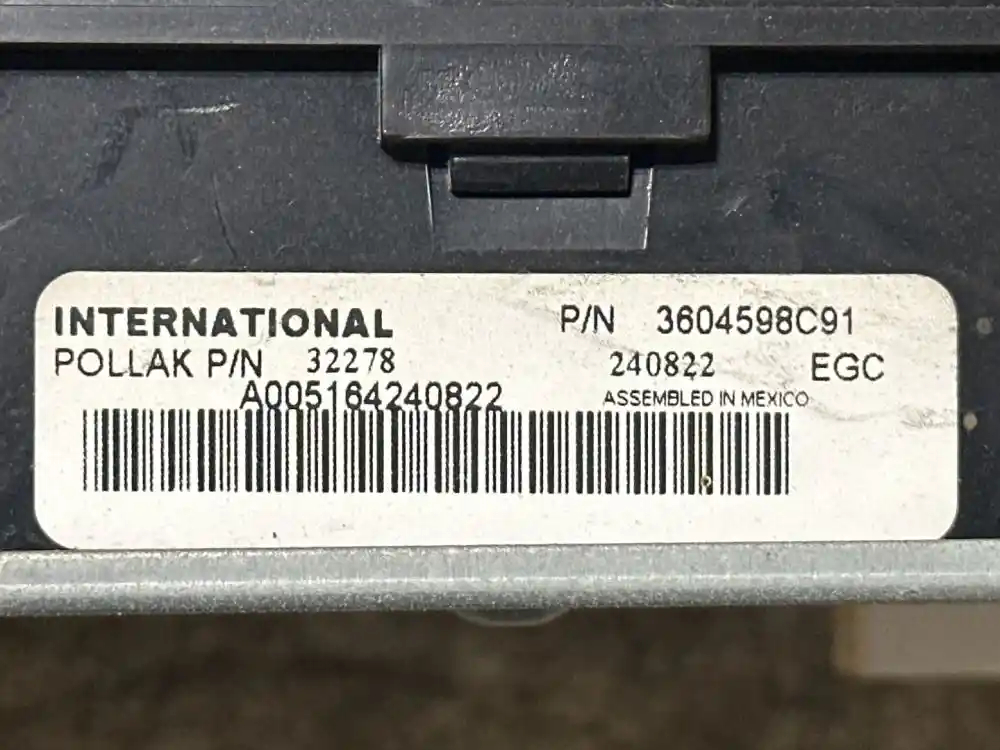 INTERNATIONAL P/N 3604598C91
POLLAK P/N 32278 240822 EGC
A005164240822 ASSEMBLED IN MEXICO